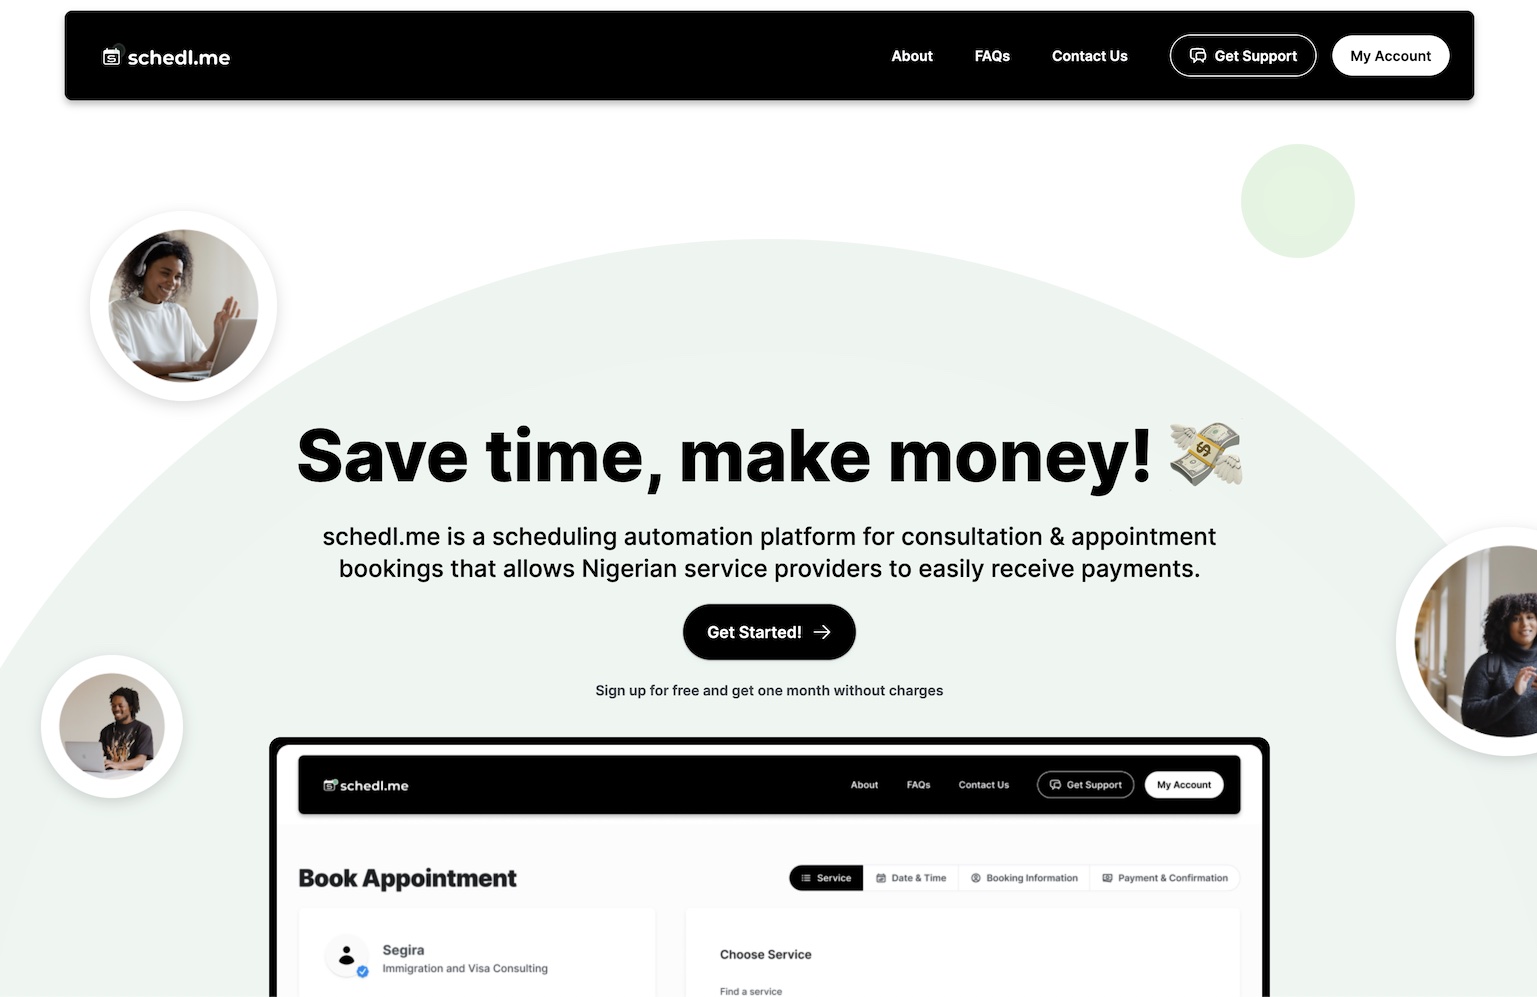 schedl.me
About
FAQs
Contact Us
Get Support
My Account
Save time, make money!
schedl.me is a scheduling automation platform for consultation & appointment
bookings that allows Nigerian service providers to easily receive payments.
Get Started!
Sign up for free and get one month without charges
schedl.me
About
FAQs
Contact Us
Get Support
My Account
Book Appointment
Service
Date & Time
Booking Information
Payment & Confirmation
Segira
Immigration and Visa Consulting
Choose Service
Find a service